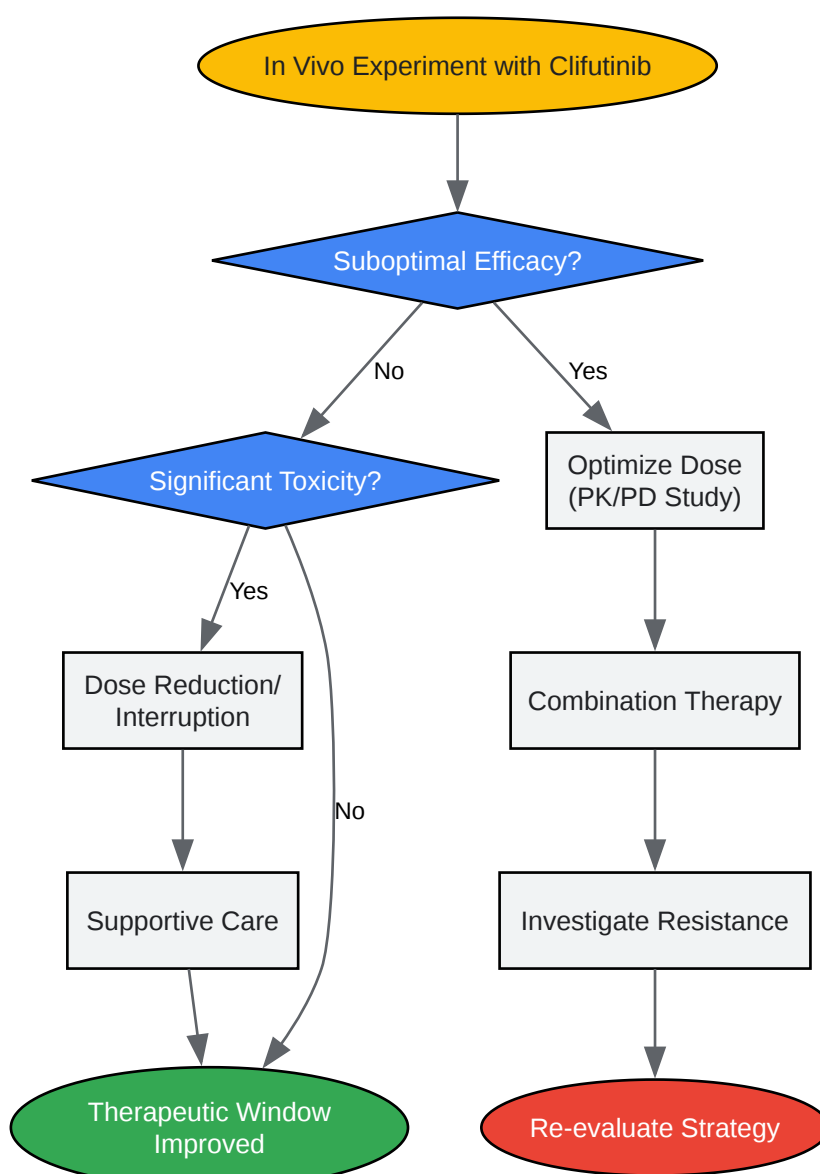 In Vivo Experiment with Clifutinib
Suboptimal Efficacy?
No
Yes
Significant Toxicity?
Optimize Dose
(PK/PD Study)
Yes
Dose Reduction/
Interruption
Combination Therapy
No
Supportive Care
Investigate Resistance
Therapeutic Window
Improved
Re-evaluate Strategy